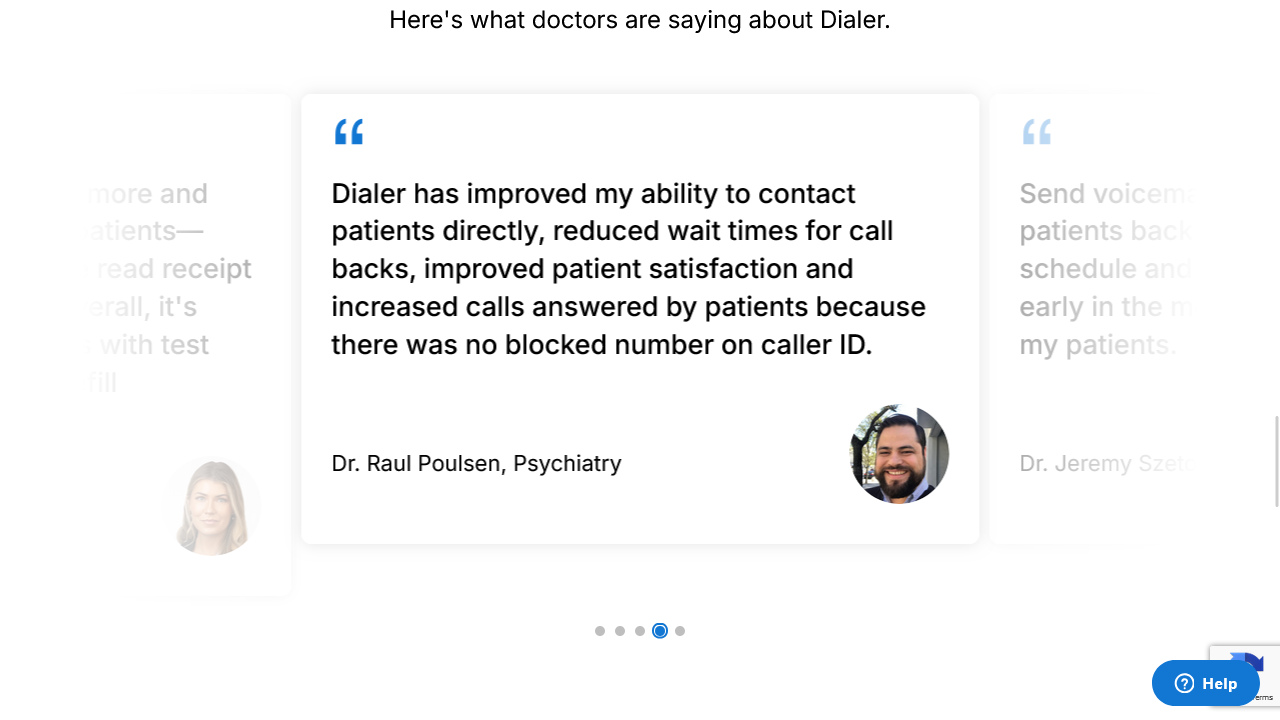 Here's what doctors are saying about Dialer.
more and
atients—
read receipt
erall, it's
with test
fill
“
Dialer has improved my ability to contact
patients directly, reduced wait times for call
backs, improved patient satisfaction and
increased calls answered by patients because
there was no blocked number on caller ID.
Dr. Raul Poulsen, Psychiatry
“
Send voicem
patients back
schedule and
early in the m
my patients.
Dr. Jeremy Szeto
Help
Terms